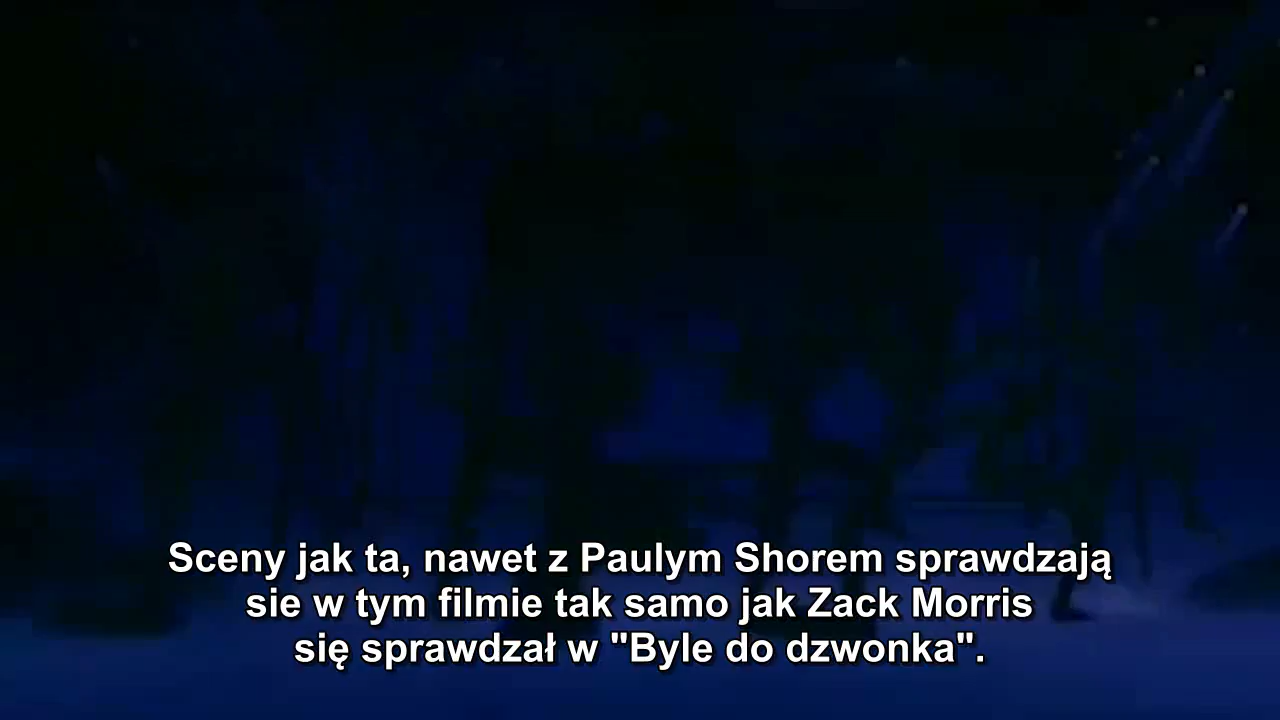 Sceny jak ta, nawet z Paulym Shorem sprawdzają
sie w tym filmie tak samo jak Zack Morris
się sprawdzał w "Byle do dzwonka".